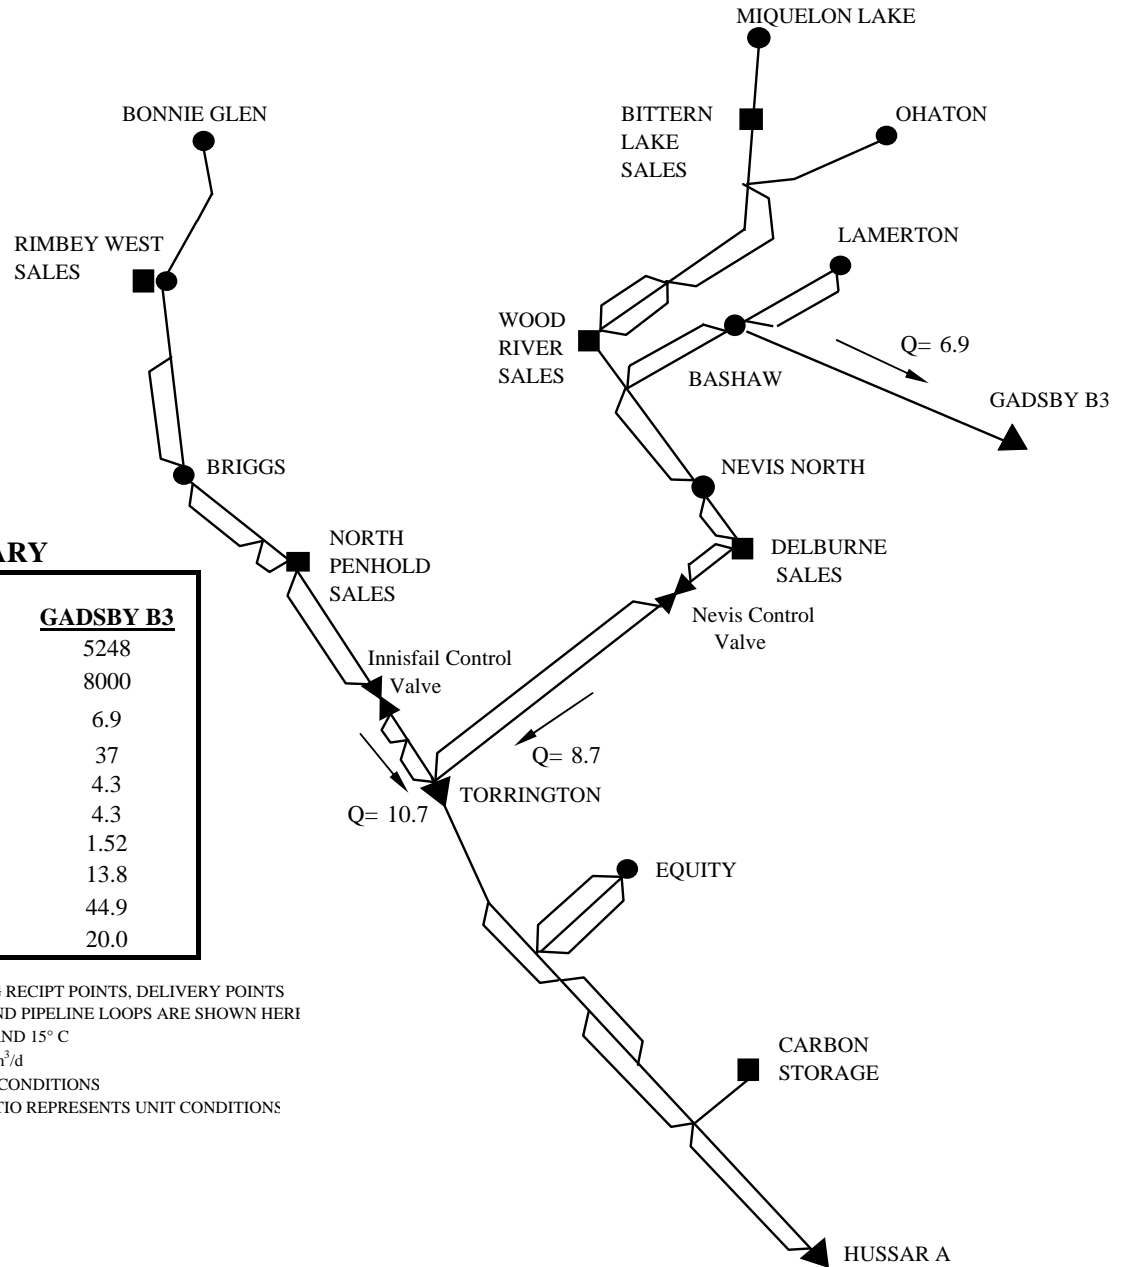 MIQUELON LAKE
BONNIE GLEN
BITTERN
LAKE
SALES
OHATON
RIMBEY WEST
SALES
LAMERTON
WOOD
RIVER
SALES
Q= 6.9
BASHAW
GADSBY B3
BRIGGS
NEVIS NORTH
NORTH
PENHOLD
SALES
DELBURNE
SALES
Nevis Control
Valve
Innisfail Control
Valve
Q= 8.7
TORRINGTON
Q= 10.7
EQUITY
CARBON
STORAGE
HUSSAR A
ARY
GADSBY B3
5248
8000
6.9
37
4.3
4.3
1.52
13.8
44.9
20.0
RECIPT POINTS, DELIVERY POINTS
ND PIPELINE LOOPS ARE SHOWN HERE
AND 15° C
m³/d
CONDITIONS
TIO REPRESENTS UNIT CONDITIONS